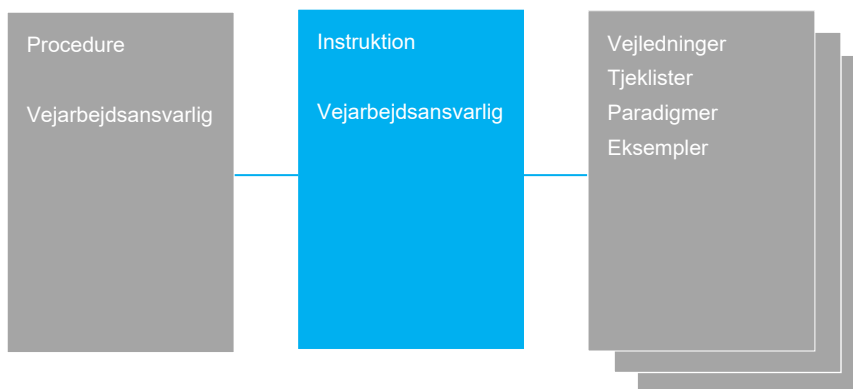 Procedure
Vejarbejdsansvarlig
Instruktion
Vejarbejdsansvarlig
Vejledninger
Tjeklister
Paradigmer
Eksempler